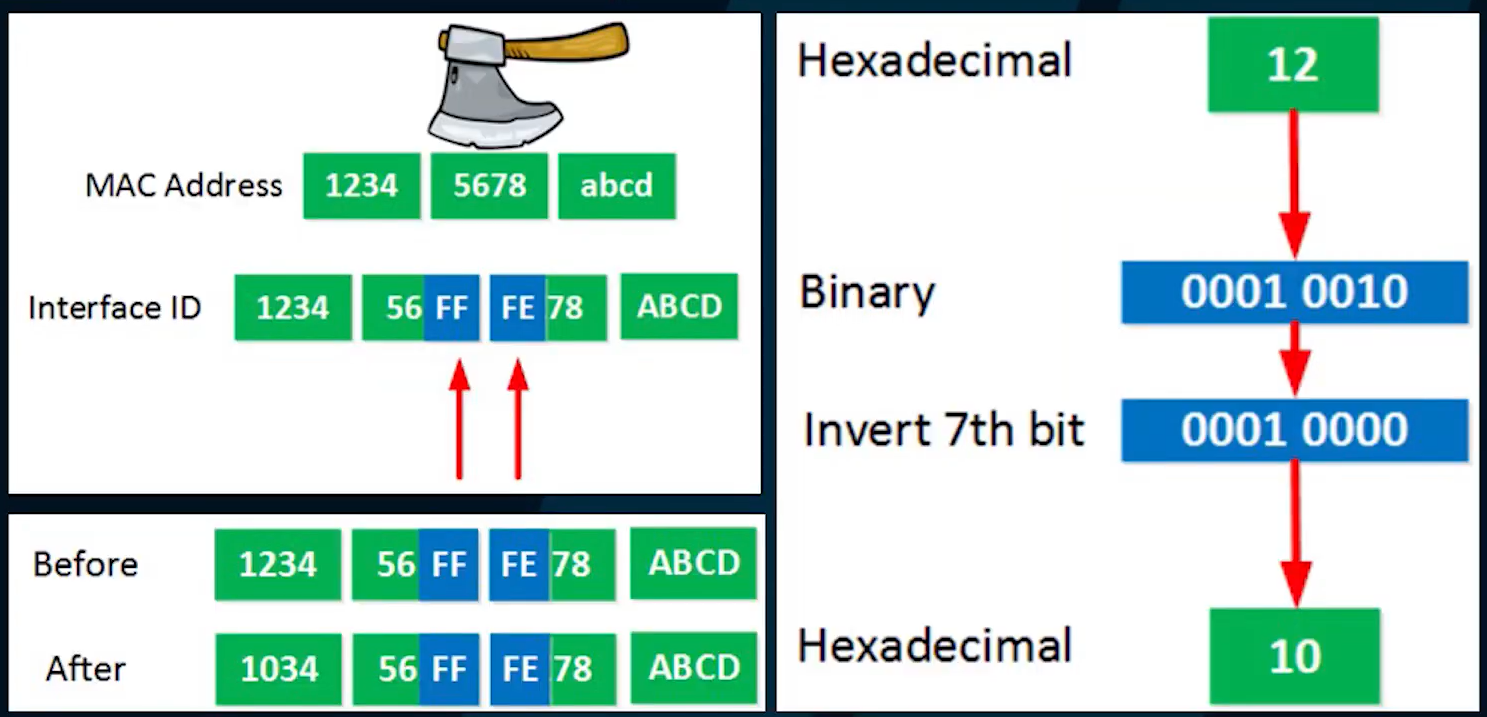 MAC Address 1234 5678 abcd
Interface ID 1234 56 FF FE 78 ABCD
Before 1234 56 FF FE 78 ABCD
After 1034 56 FF FE 78 ABCD
Hexadecimal 12
Binary 0001 0010
Invert 7th bit 0001 0000
Hexadecimal 10